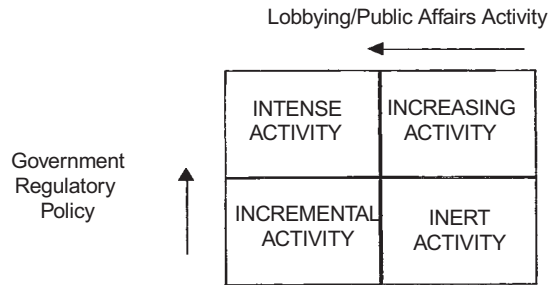 Lobbying/Public Affairs Activity
INTENSE
ACTIVITY
INCREASING
ACTIVITY
Government
Regulatory
Policy
INCREMENTAL
ACTIVITY
INERT
ACTIVITY